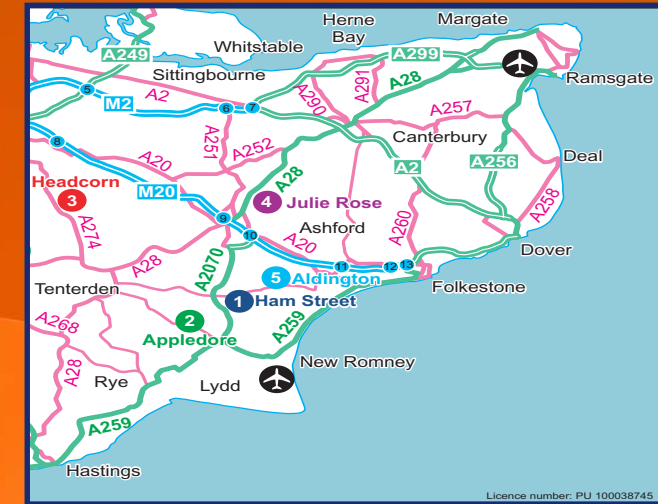 Herne
Bay
Margate
A249
Whitstable
A299
Sittingbourne
A28
A291
Ramsgate
5
M2
A2
6
7
A290
A257
8
A251
Canterbury
A20
A252
A2
A256
Deal
Headcorn
3
M20
A28
4
Julie Rose
A258
A274
9
10
Ashford
A260
A20
Dover
A28
A2070
11
12
13
5
Aldington
Folkestone
Tenterden
1
Ham Street
A268
2
Appledore
A259
A28
New Romney
Rye
Lydd
A259
Hastings
Licence number: PU 100038745